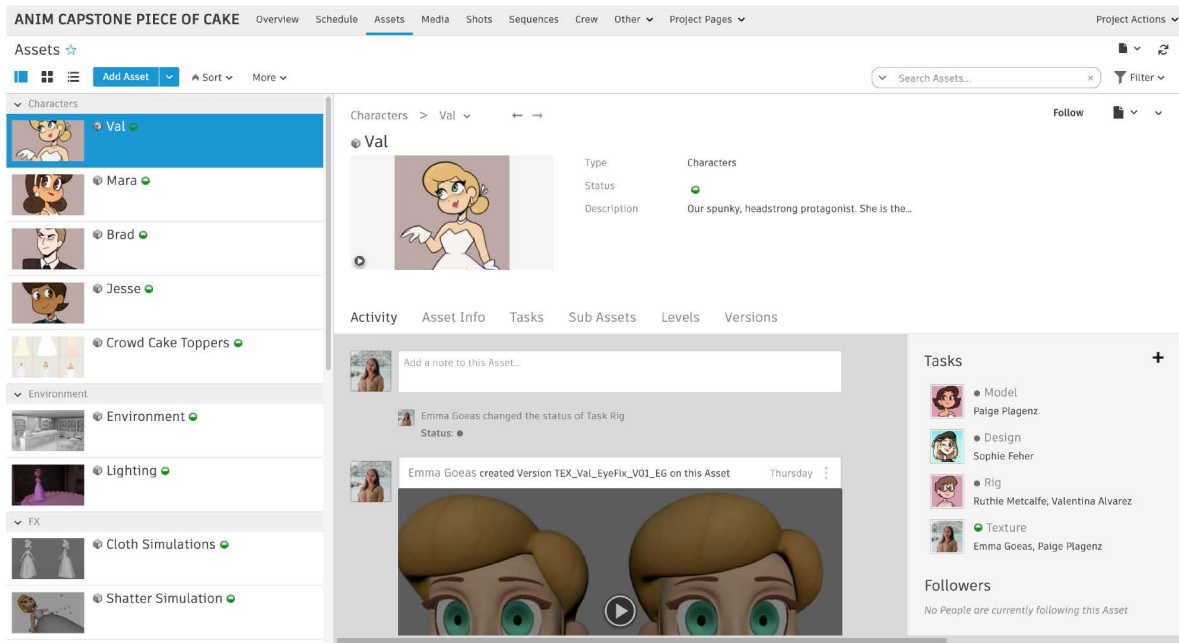 ANIM CAPSTONE PIECE OF CAKE Overview Schedule Assets Media Shots Sequences Crew Other Project Pages Project Actions
Assets
Add Asset Sort More Search Assets... Filter
Characters
Val
Mara
Brad
Jesse
Crowd Cake Toppers
Environment
Environment
Lighting
FX
Cloth Simulations
Shatter Simulation
Characters > Val
Follow
Val
Type Characters
Status
Description Our spunky, headstrong protagonist. She is the...
Activity Asset Info Tasks Sub Assets Levels Versions
Add a note to this Asset...
Emma Goeas changed the status of Task Rig
Status:
Emma Goeas created Version TEX_Val_EyeFix_V01_EG on this Asset Thursday
Tasks +
Model
Paige Plagenz
Design
Sophie Feher
Rig
Ruthie Metcalfe, Valentina Alvarez
Texture
Emma Goeas, Paige Plagenz
Followers
No People are currently following this Asset